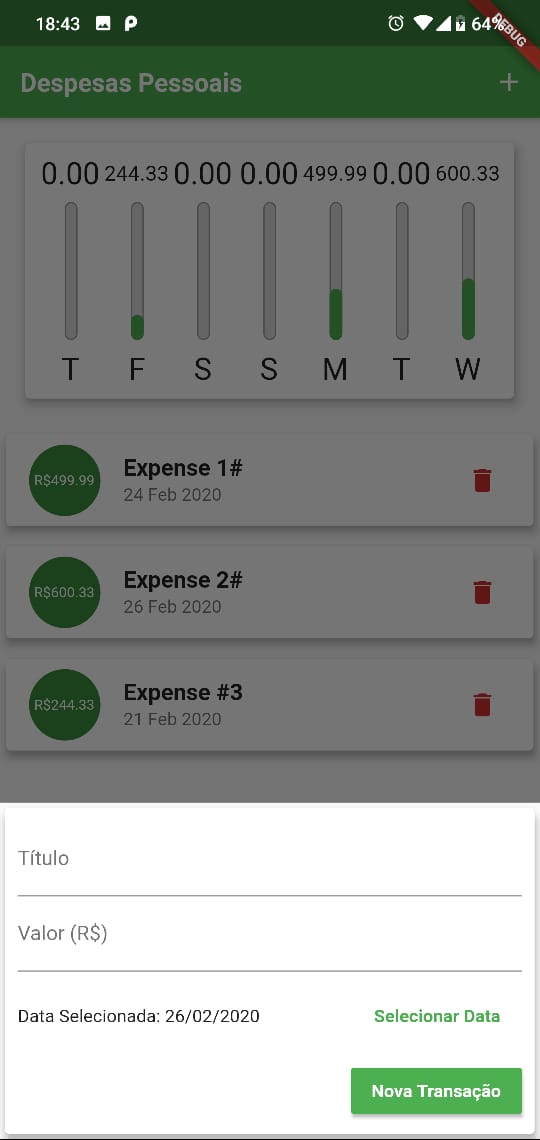 18:43 64%
DEBUG
Despesas Pessoais +
0.00 244.33 0.00 0.00 499.99 0.00 600.33
T F S S M T W
R$499.99 Expense 1#
24 Feb 2020
R$600.33 Expense 2#
26 Feb 2020
R$244.33 Expense #3
21 Feb 2020
Título
Valor (R$)
Data Selecionada: 26/02/2020 Selecionar Data
Nova Transação